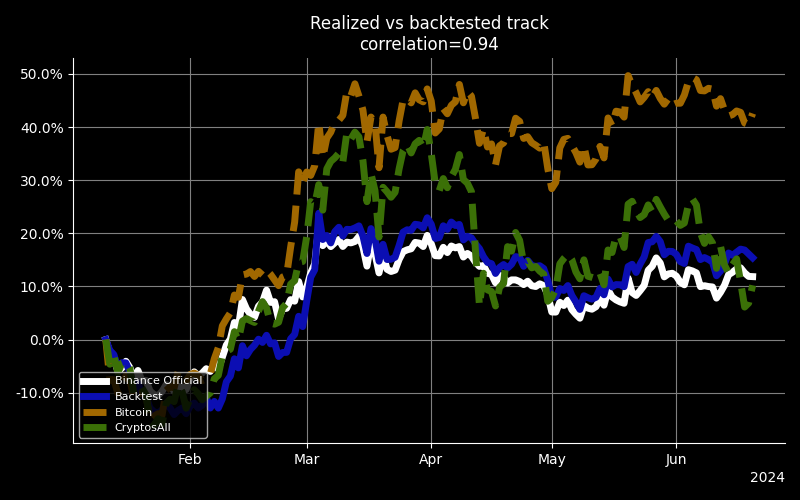 Realized vs backtested track
correlation=0.94
50.0%
40.0%
30.0%
20.0%
10.0%
0.0%
-10.0%
Binance Official
Backtest
Bitcoin
CryptosAll
Feb Mar Apr May Jun
2024